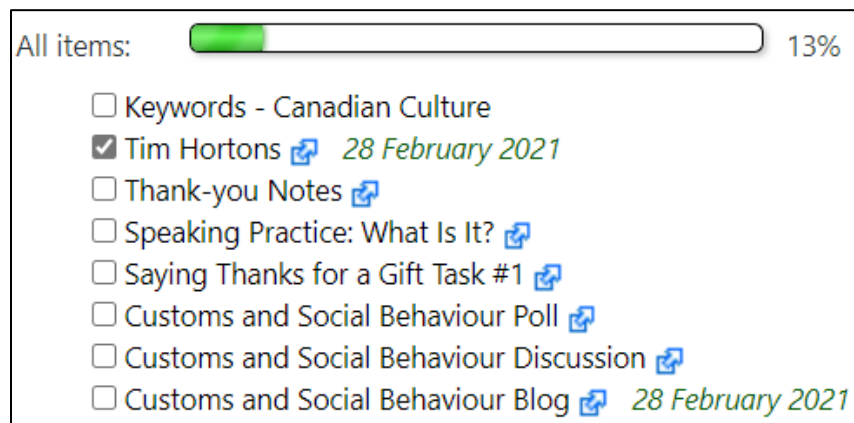 All items: 13%
Keywords - Canadian Culture
Tim Hortons 28 February 2021
Thank-you Notes
Speaking Practice: What Is It?
Saying Thanks for a Gift Task #1
Customs and Social Behaviour Poll
Customs and Social Behaviour Discussion
Customs and Social Behaviour Blog 28 February 2021